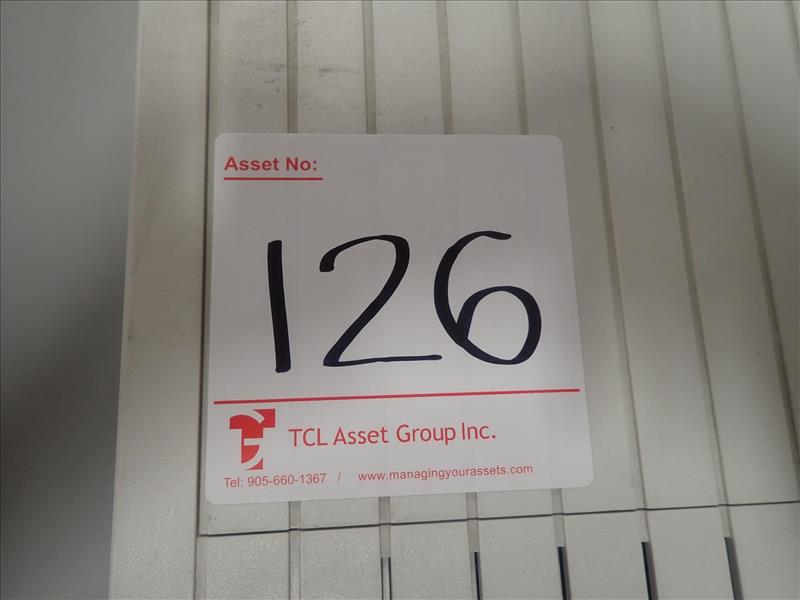 Asset No:
126
TCL Asset Group Inc.
Tel: 905-660-1367 / www.managingyourassets.com